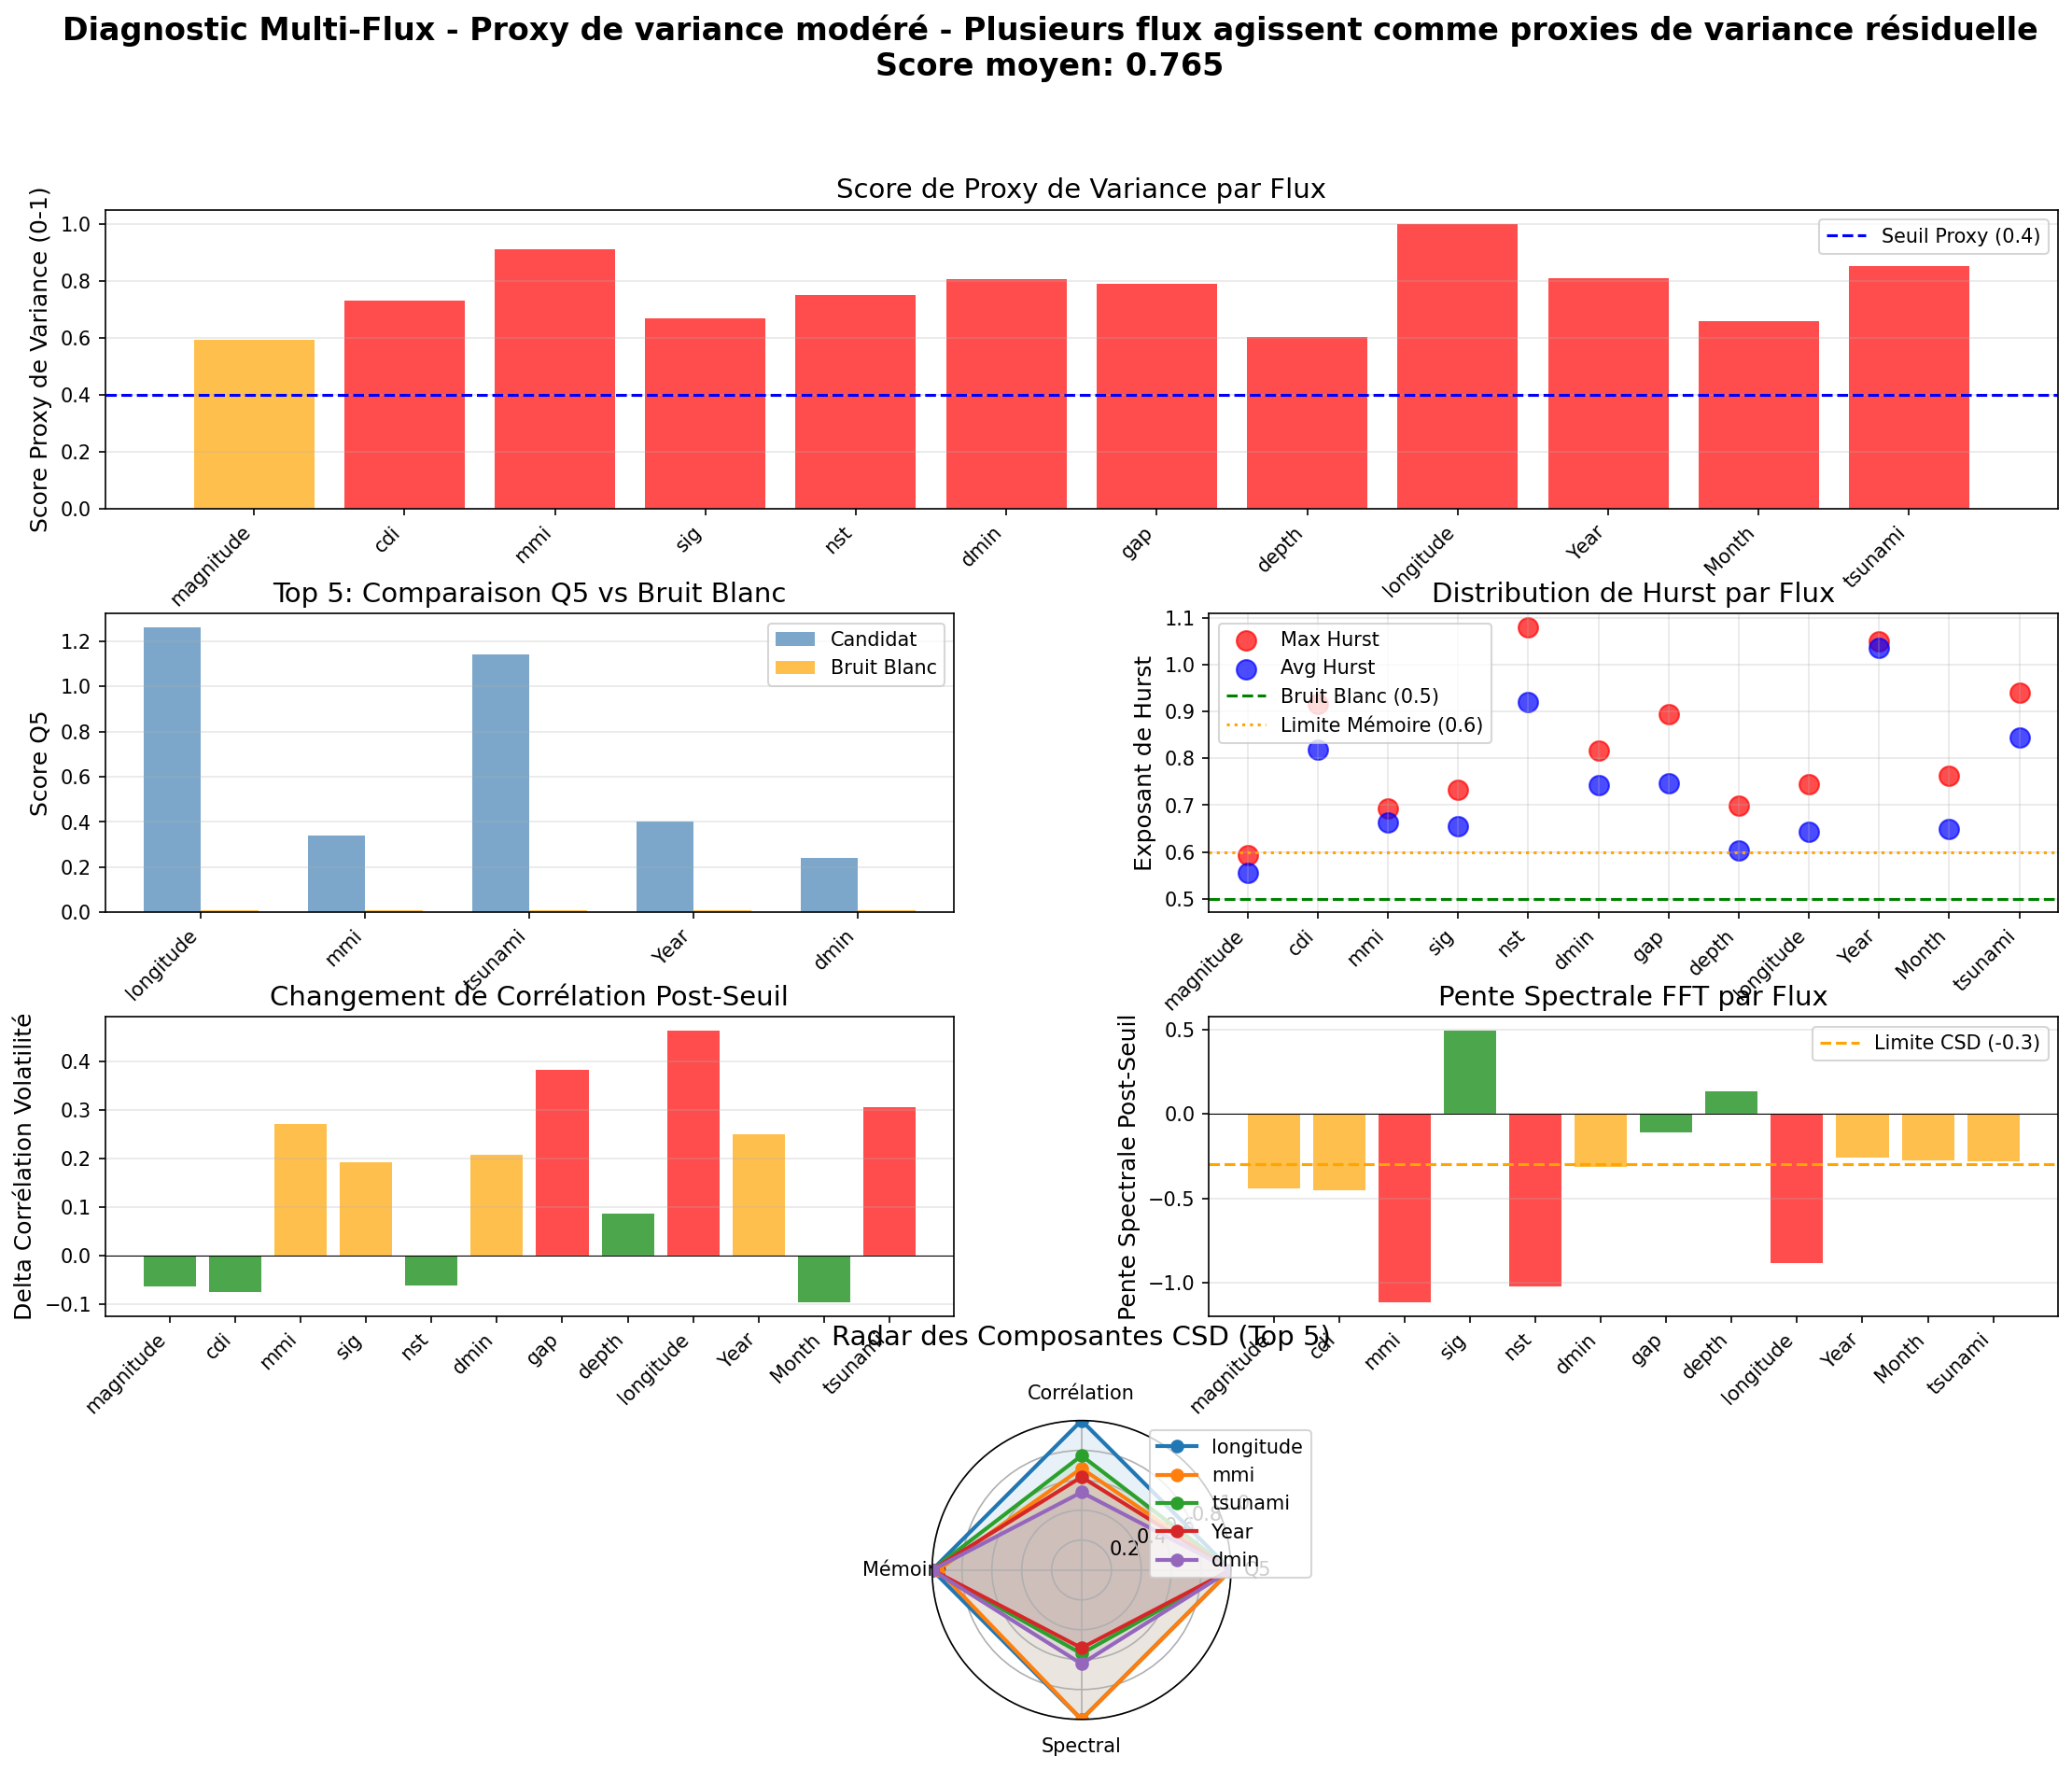 Diagnostic Multi-Flux - Proxy de variance modéré - Plusieurs flux agissent comme proxies de variance résiduelle
Score moyen: 0.765
Score de Proxy de Variance par Flux
Score Proxy de Variance (0-1)
1.0
0.8
0.6
0.4
0.2
0.0
Seuil Proxy (0.4)
magnitude
cdi
mmi
sig
nst
dmin
gap
depth
longitude
Year
Month
tsunami
Top 5: Comparaison Q5 vs Bruit Blanc
Score Q5
1.2
1.0
0.8
0.6
0.4
0.2
0.0
Candidat
Bruit Blanc
longitude
mmi
tsunami
Year
dmin
Distribution de Hurst par Flux
Exposant de Hurst
1.1
1.0
0.9
0.8
0.7
0.6
0.5
Max Hurst
Avg Hurst
Bruit Blanc (0.5)
Limite Mémoire (0.6)
magnitude
cdi
mmi
sig
nst
dmin
gap
depth
longitude
Year
Month
tsunami
Changement de Corrélation Post-Seuil
Delta Corrélation Volatilité
0.4
0.3
0.2
0.1
0.0
−0.1
magnitude
cdi
mmi
sig
nst
dmin
gap
depth
longitude
Year
Month
tsunami
Pente Spectrale FFT par Flux
Pente Spectrale Post-Seuil
0.5
0.0
−0.5
−1.0
Limite CSD (-0.3)
magnitude
cdi
mmi
sig
nst
dmin
gap
depth
longitude
Year
Month
tsunami
Radar des Composantes CSD (Top 5)
Corrélation
Mémoire
Spectral
Q5
0.2
0.4
0.6
0.8
1.0
longitude
mmi
tsunami
Year
dmin